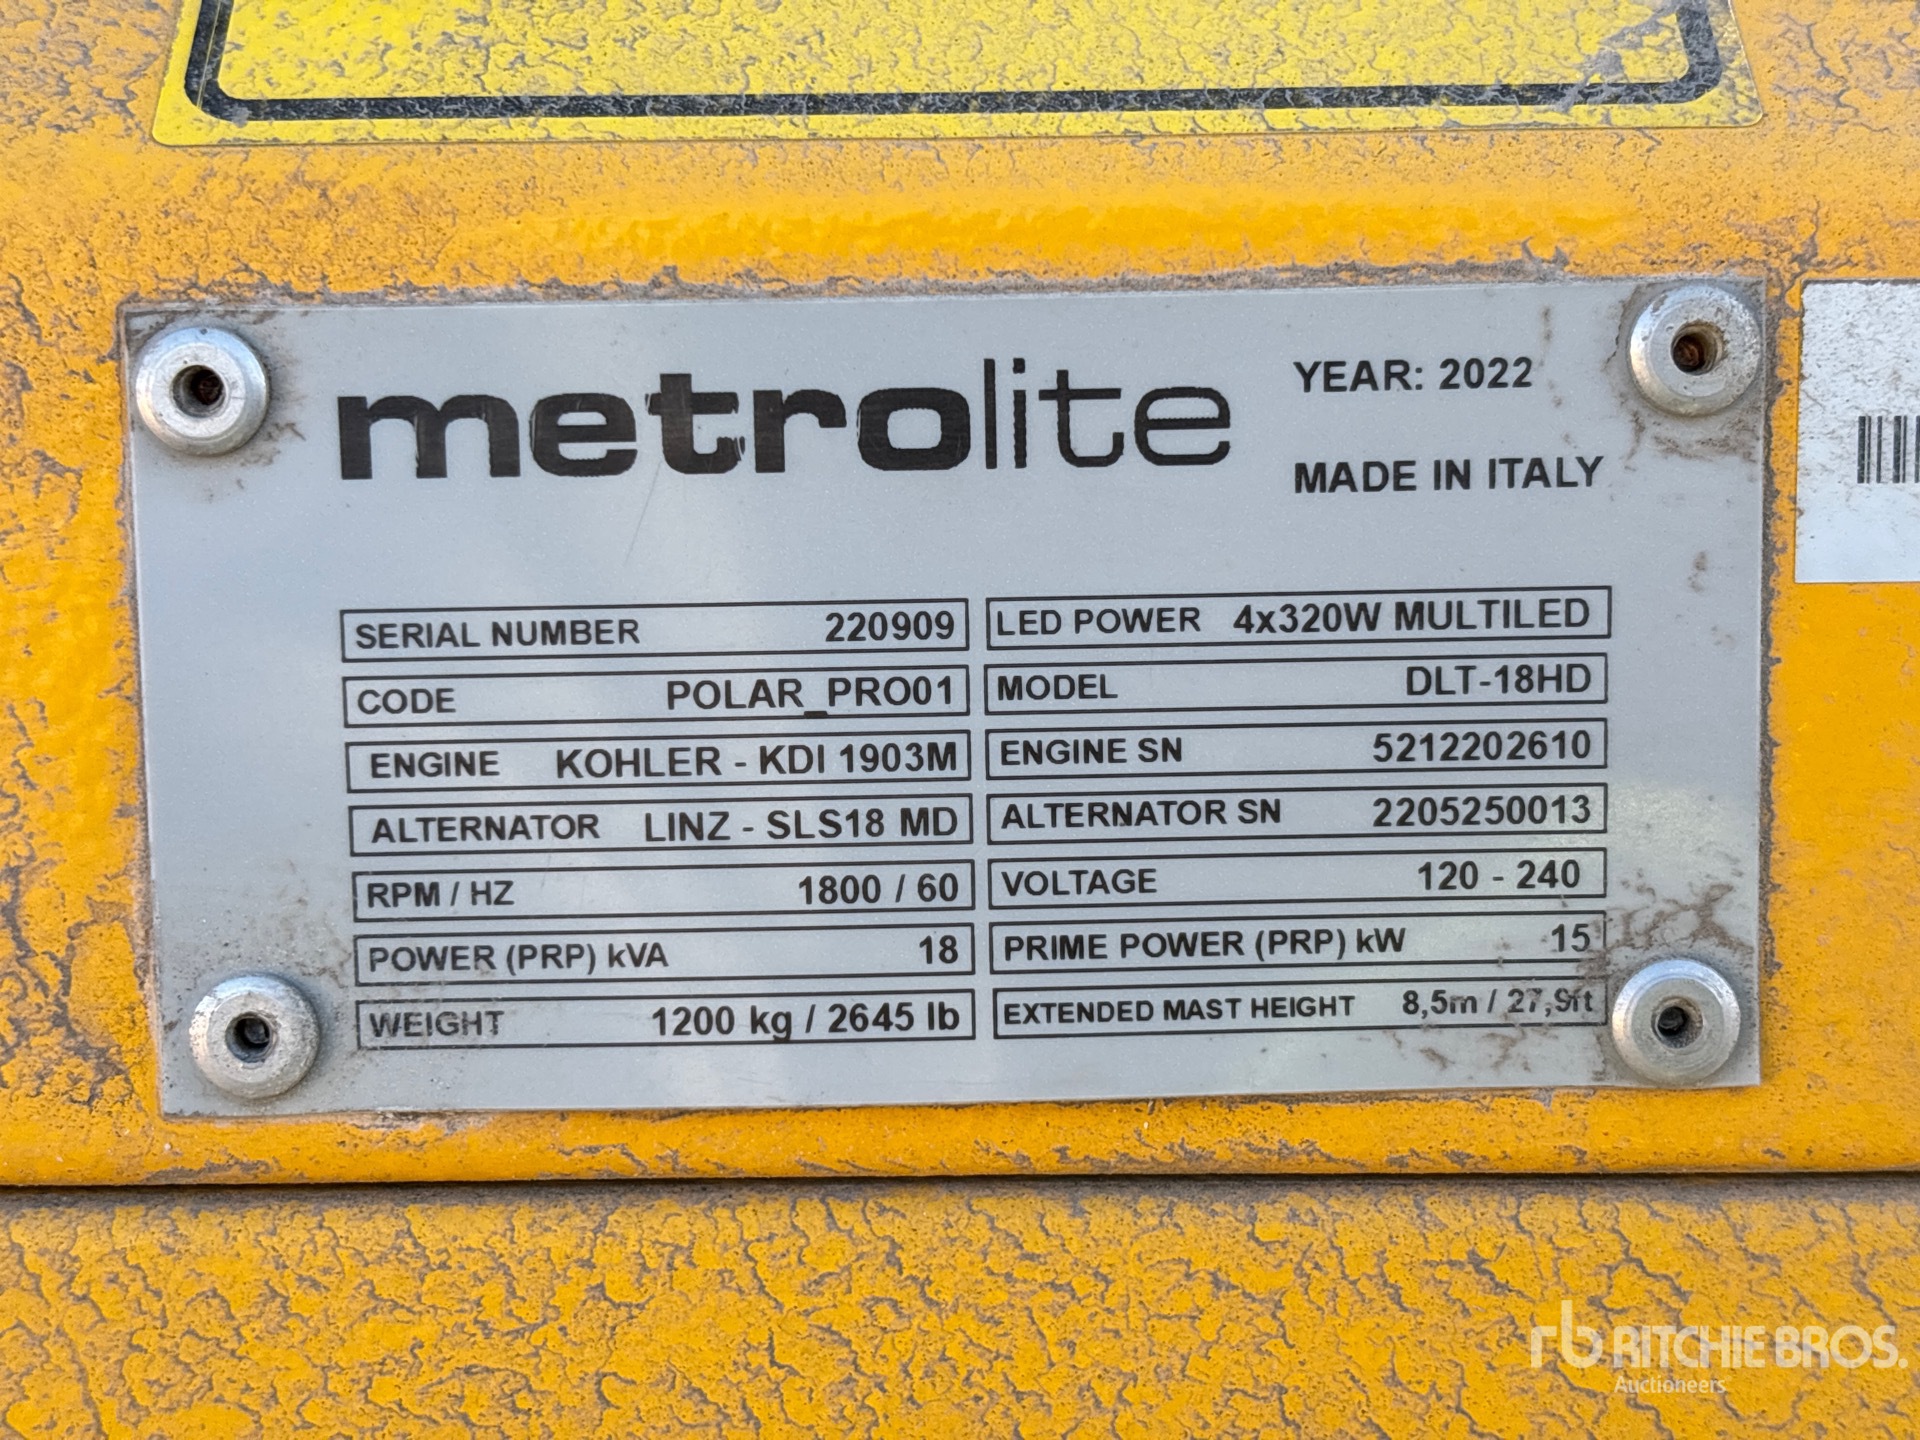 metrolite
YEAR: 2022
MADE IN ITALY
SERIAL NUMBER 220909
LED POWER 4x320W MULTILED
CODE POLAR_PRO01
MODEL DLT-18HD
ENGINE KOHLER - KDI 1903M
ENGINE SN 5212202610
ALTERNATOR LINZ - SLS18 MD
ALTERNATOR SN 2205250013
RPM / HZ 1800 / 60
VOLTAGE 120 - 240
POWER (PRP) kVA 18
PRIME POWER (PRP) kW 15
WEIGHT 1200 kg / 2645 lb
EXTENDED MAST HEIGHT 8,5m / 27,9ft
rb RITCHIE BROS.
Auctioneers